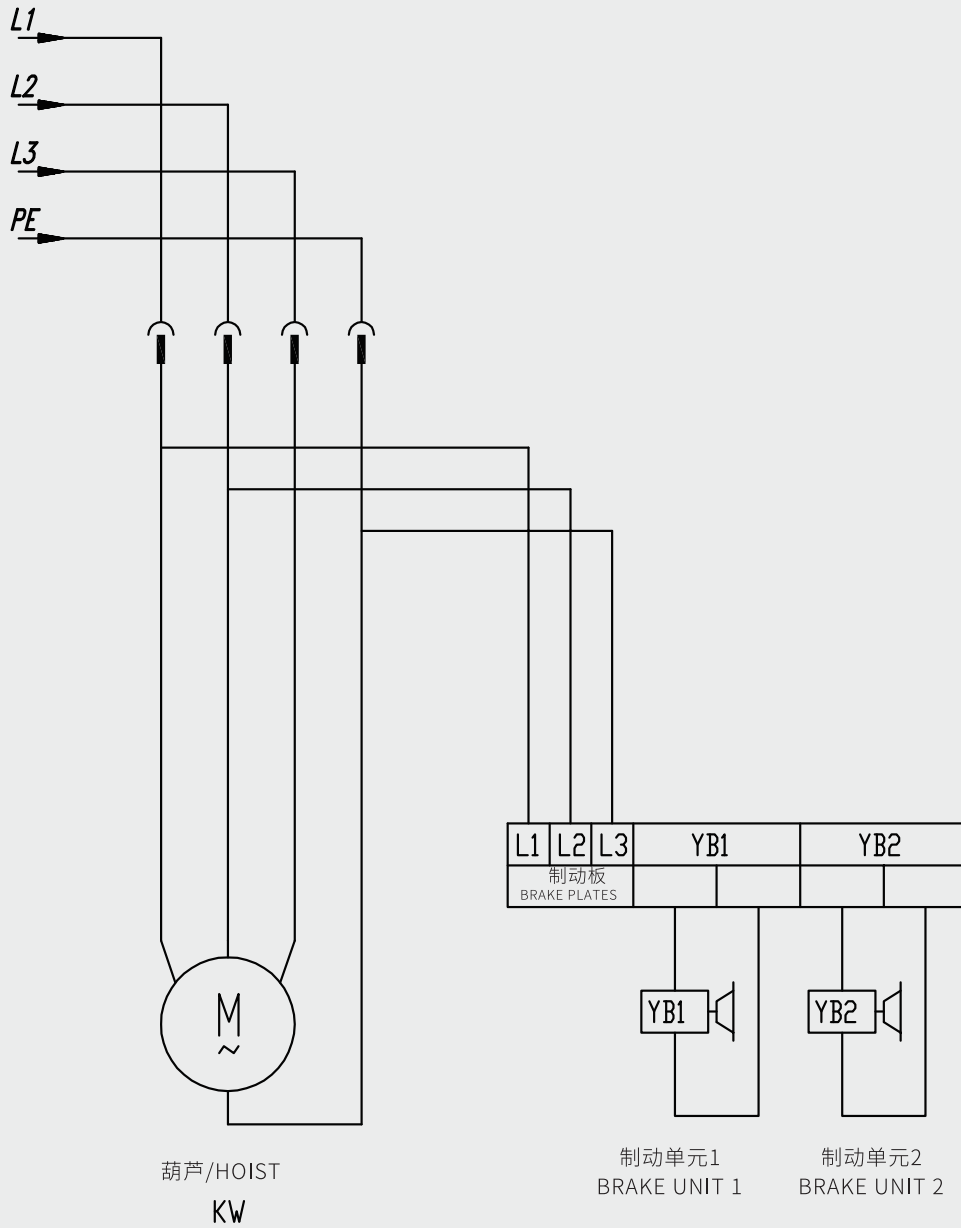 L1
L2
L3
PE
L1 L2 L3 YB1 YB2
制动板
BRAKE PLATES
M
~
YB1 YB2
葫芦/HOIST
KW
制动单元1
BRAKE UNIT 1
制动单元2
BRAKE UNIT 2